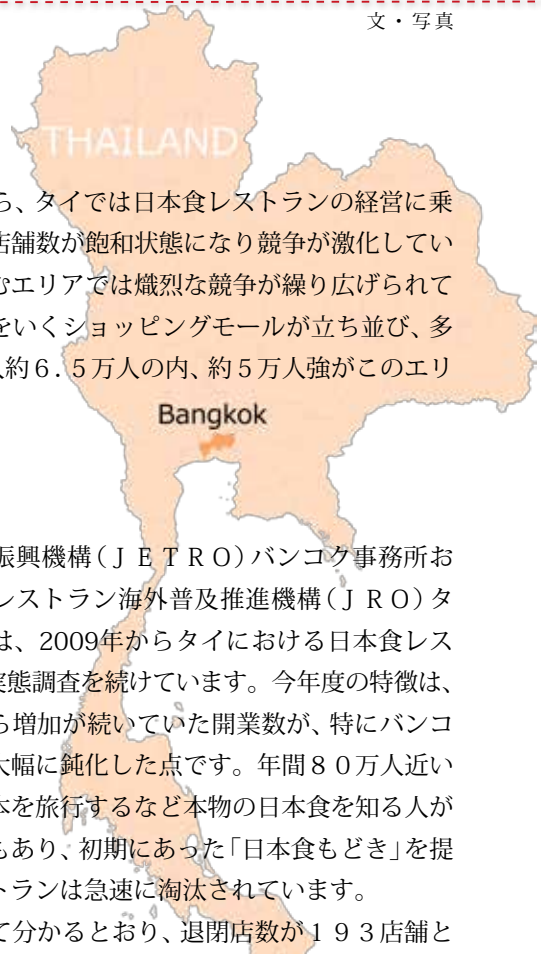 文・写真
THAILAND
ら、タイでは日本食レストランの経営に乗
店舗数が飽和状態になり競争が激化してい
むエリアでは熾烈な競争が繰り広げられて
をいくショッピングモールが立ち並び、多
人約６.５万人の内、約５万人強がこのエリ
Bangkok
振興機構(ＪＥＴＲＯ)バンコク事務所お
レストラン海外普及推進機構(ＪＲＯ)タ
は、2009年からタイにおける日本食レス
実態調査を続けています。今年度の特徴は、
ら増加が続いていた開業数が、特にバンコ
大幅に鈍化した点です。年間８０万人近い
本を旅行するなど本物の日本食を知る人が
もあり、初期にあった「日本食もどき」を提
トランは急速に淘汰されています。
て分かるとおり、退閉店数が１９３店舗と